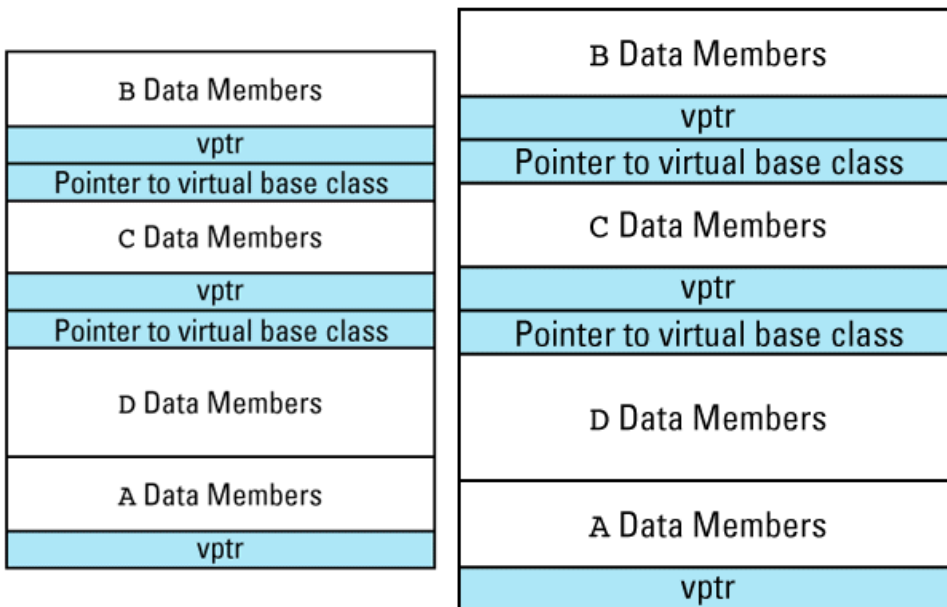 B Data Members
vptr
Pointer to virtual base class
C Data Members
vptr
Pointer to virtual base class
D Data Members
A Data Members
vptr
B Data Members
vptr
Pointer to virtual base class
C Data Members
vptr
Pointer to virtual base class
D Data Members
A Data Members
vptr